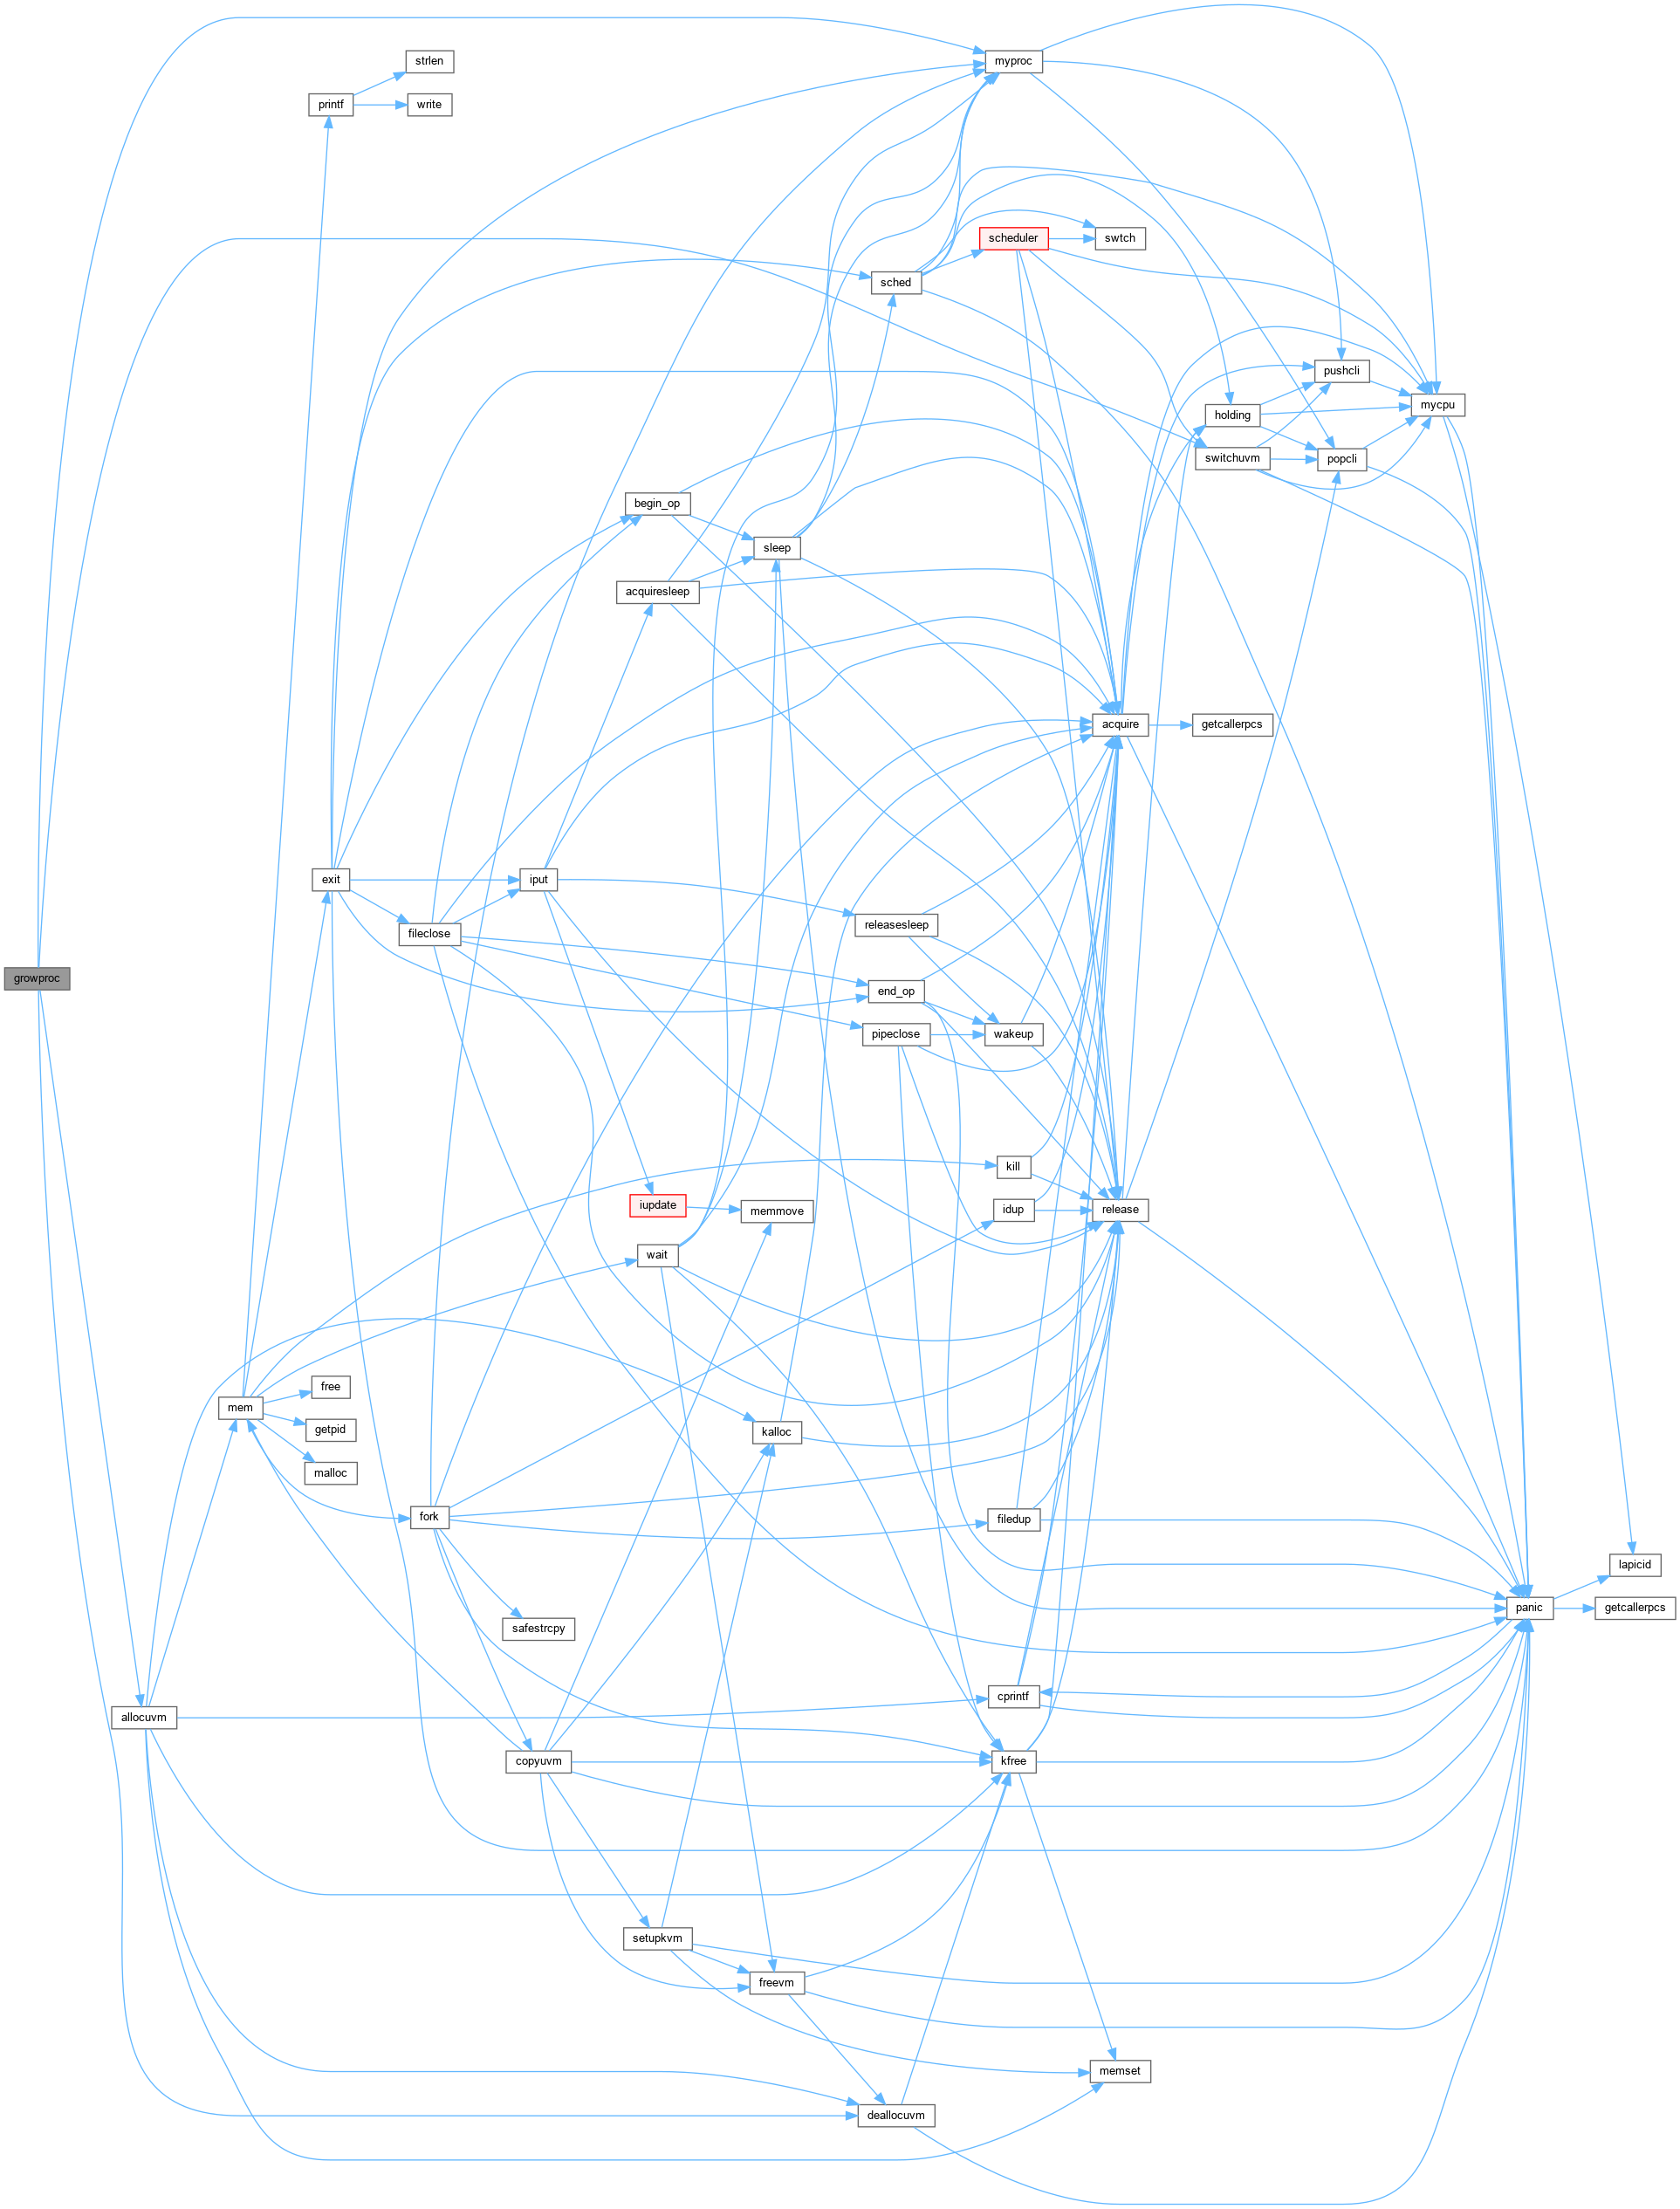 strlen
myproc
printf
write
scheduler
swtch
sched
pushcli
mycpu
holding
switchuvm
popcli
begin_op
sleep
acquiresleep
acquire
getcallerpcs
exit
iput
releasesleep
fileclose
growproc
end_op
pipeclose
wakeup
kill
iupdate
memmove
idup
release
wait
free
mem
getpid
kalloc
malloc
fork
filedup
lapicid
safestrcpy
panic
getcallerpcs
cprintf
allocuvm
copyuvm
kfree
setupkvm
freevm
memset
deallocuvm